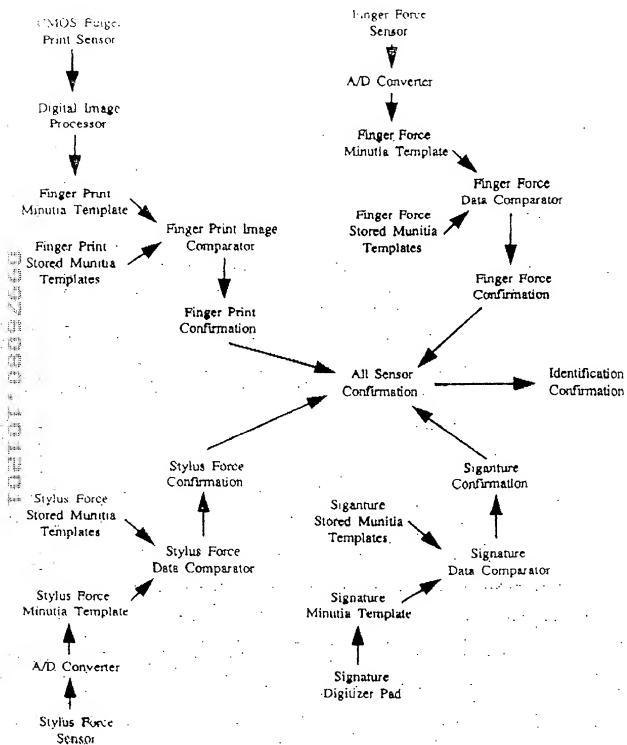 CMOS Finger
Print Sensor
Digital Image
Processor
Finger Print
Minutia Template
Finger Print
Stored Munitia
Templates
Finger Print Image
Comparator
Finger Print
Confirmation
Finger Force
Sensor
A/D Converter
Finger Force
Minutia Template
Finger Force
Stored Munitia
Templates
Finger Force
Data Comparator
Finger Force
Confirmation
All Sensor
Confirmation
Identification
Confirmation
Stylus Force
Confirmation
Stylus Force
Stored Munitia
Templates
Stylus Force
Data Comparator
Stylus Force
Minutia Template
A/D Converter
Stylus Force
Sensor
Siganture
Confirmation
Siganture
Stored Munitia
Templates
Signature
Data Comparator
Signature
Minutia Template
Signature
Digitizer Pad